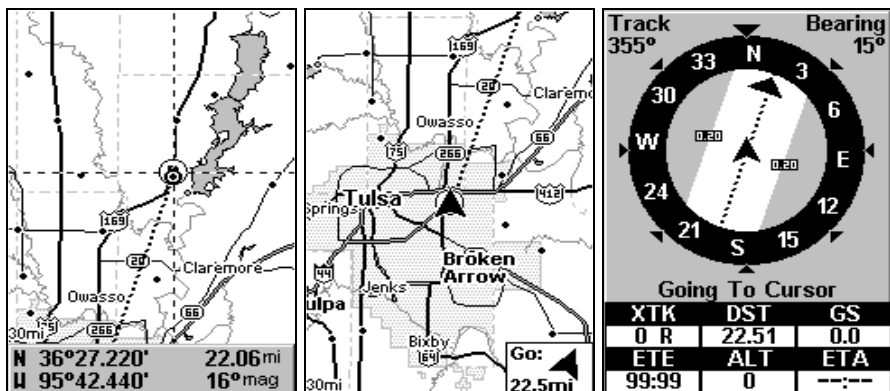 169
20
Claremore
Owasso
66
75
266
30mi
N 36°27.220' 22.06mi
W 95°42.440' 16°mag
169
20
Claremo
Owasso
66
75
266
412
Tulsa
Springs
Broken
Arrow
44
Jenks
ulpa
Bixby
64
30mi
Go:
22.5mi
Track
355°
Bearing
15°
N
33
3
30
6
0.20
W
E
0.20
24
12
21
15
S
Going To Cursor
XTK DST GS
0 R 22.51 0.0
ETE ALT ETA
99:99 0 --:--